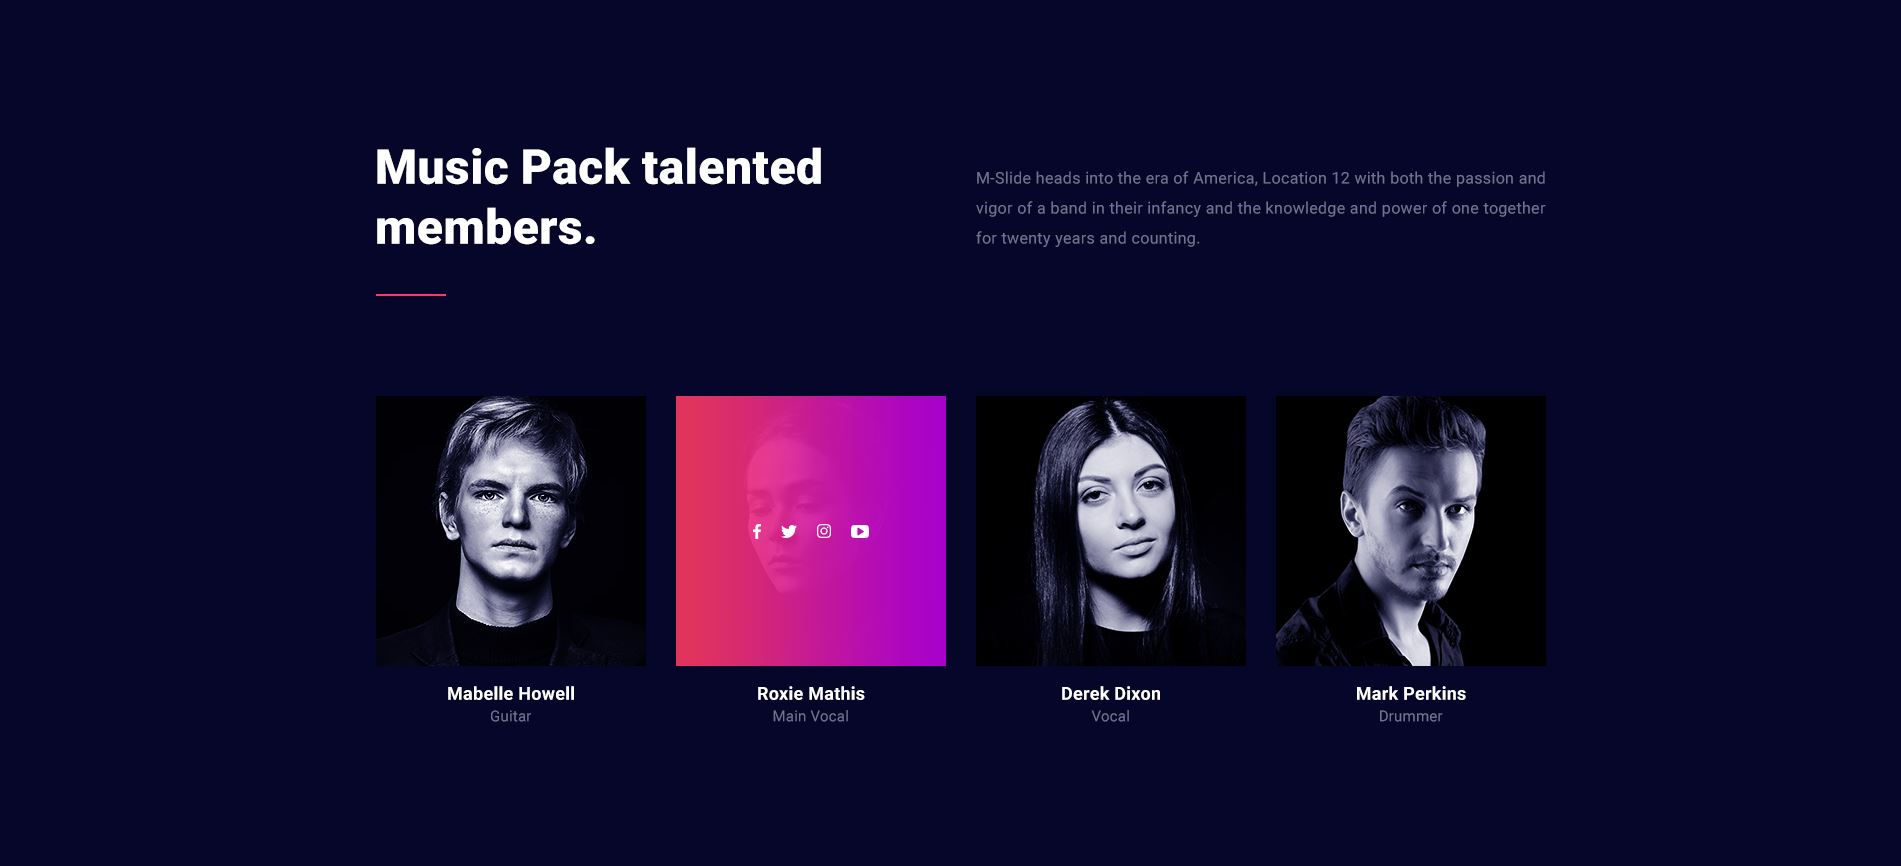 Music Pack talented
members.
M-Slide heads into the era of America, Location 12 with both the passion and
vigor of a band in their infancy and the knowledge and power of one together
for twenty years and counting.
Mabelle Howell
Guitar
Roxie Mathis
Main Vocal
Derek Dixon
Vocal
Mark Perkins
Drummer